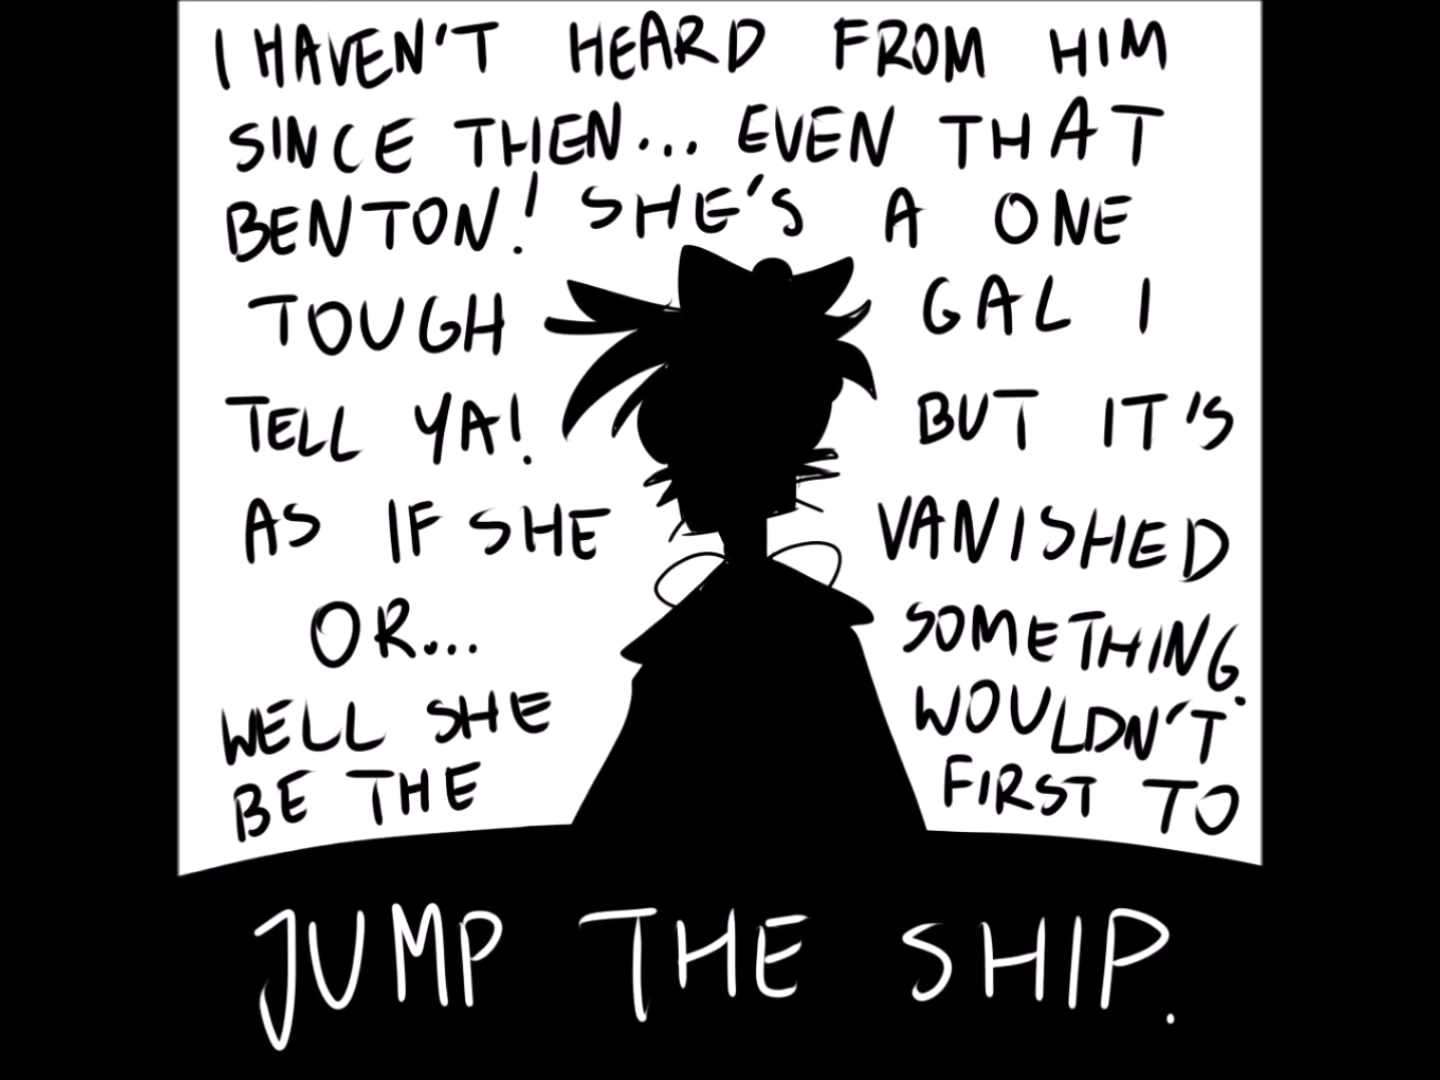 I HAVEN'T HEARD FROM HIM
SINCE THEN... EVEN THAT
BENTON! SHE'S A ONE
TOUGH GAL I
TELL YA! BUT IT'S
AS IF SHE VANISHED
OR... SOMETHING.
WELL SHE WOULDN'T
BE THE FIRST TO
JUMP THE SHIP.